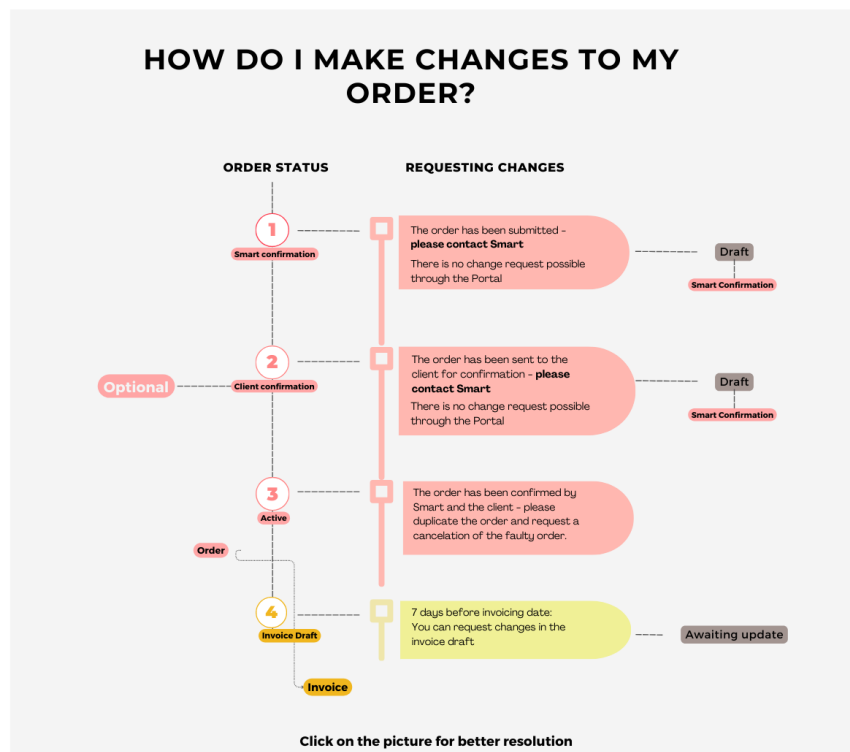 HOW DO I MAKE CHANGES TO MY
ORDER?
ORDER STATUS
REQUESTING CHANGES
1
Smart confirmation
The order has been submitted –
please contact Smart
There is no change request possible
through the Portal
Draft
Smart Confirmation
Optional
2
Client confirmation
The order has been sent to the
client for confirmation – please
contact Smart
There is no change request possible
through the Portal
Draft
Smart Confirmation
3
Active
The order has been confirmed by
Smart and the client – please
duplicate the order and request a
cancelation of the faulty order.
Order
4
Invoice Draft
7 days before invoicing date:
You can request changes in the
invoice draft
Awaiting update
Invoice
Click on the picture for better resolution